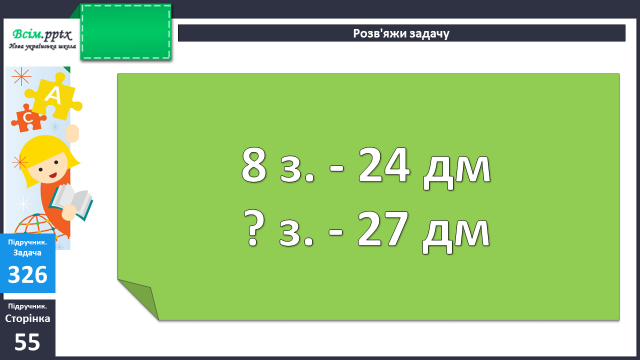 Всім.pptx
Нова українська школа
Розв'яжи задачу
А
С
8 з. - 24 дм
? з. - 27 дм
Підручник.
Задача
326
Підручник.
Сторінка
55